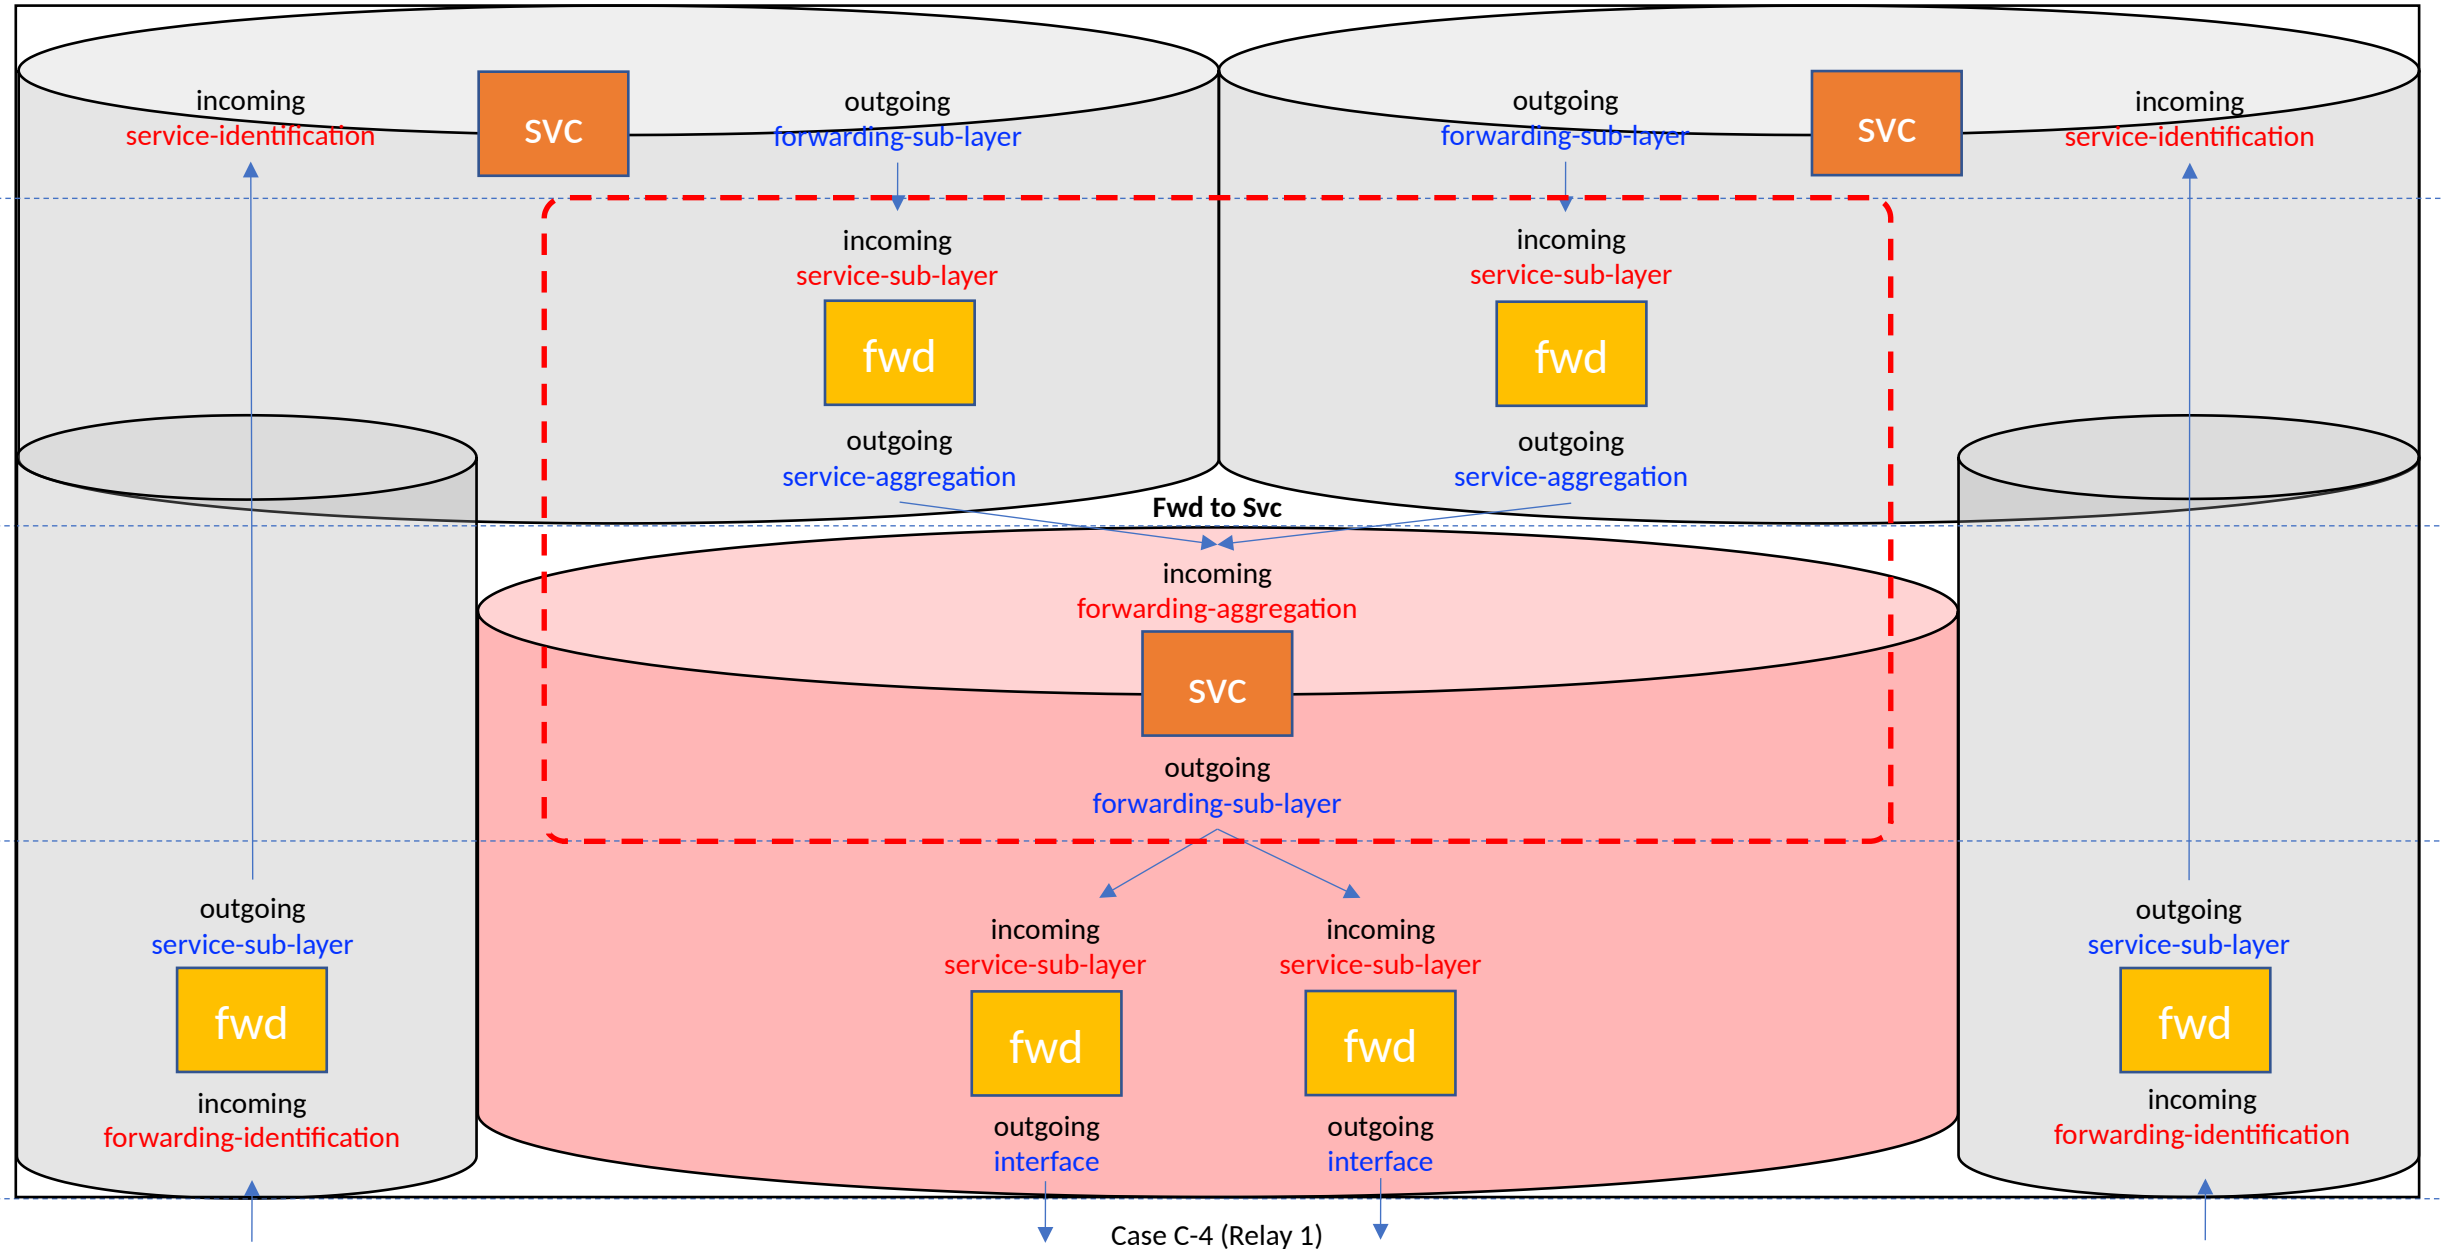 incoming
service-identification
svc
outgoing
forwarding-sub-layer
outgoing
forwarding-sub-layer
svc
incoming
service-identification
incoming
service-sub-layer
fwd
outgoing
service-aggregation
incoming
service-sub-layer
fwd
outgoing
service-aggregation
Fwd to Svc
incoming
forwarding-aggregation
svc
outgoing
forwarding-sub-layer
outgoing
service-sub-layer
fwd
incoming
forwarding-identification
incoming
service-sub-layer
fwd
outgoing
interface
incoming
service-sub-layer
fwd
outgoing
interface
outgoing
service-sub-layer
fwd
incoming
forwarding-identification
Case C-4 (Relay 1)